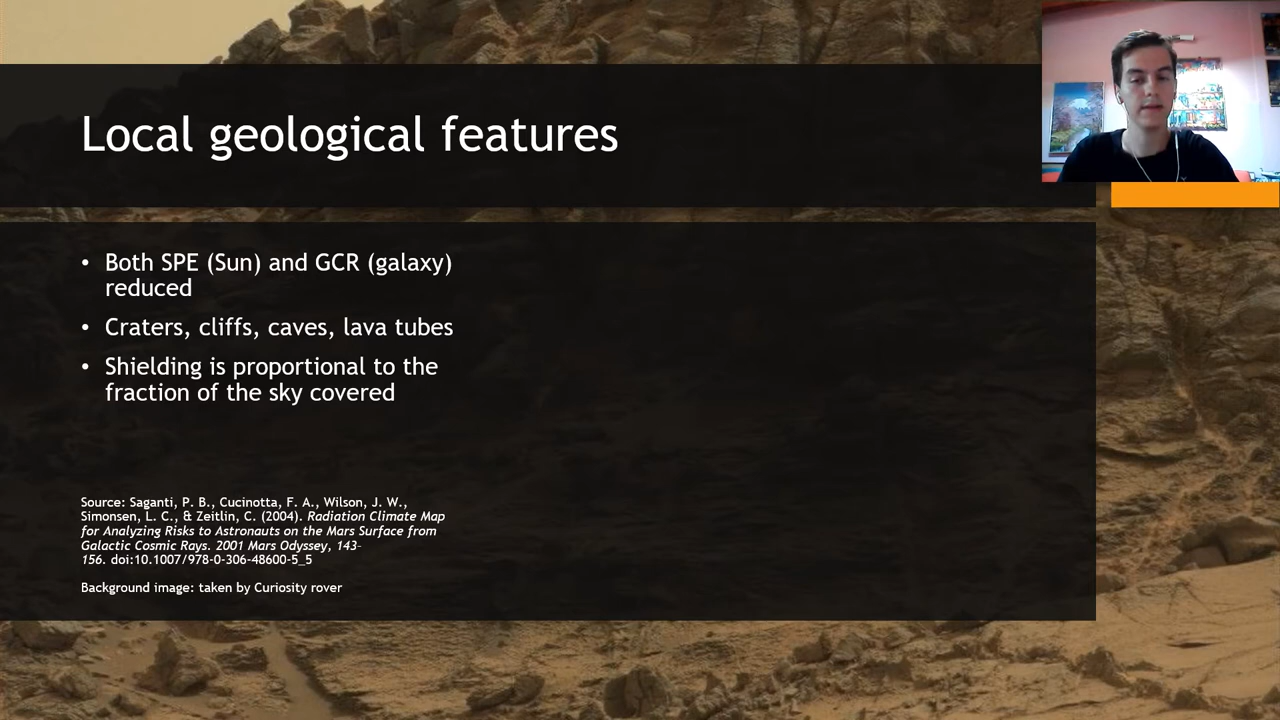 Local geological features
• Both SPE (Sun) and GCR (galaxy)
reduced
• Craters, cliffs, caves, lava tubes
• Shielding is proportional to the
fraction of the sky covered
Source: Saganti, P. B., Cucinotta, F. A., Wilson, J. W.,
Simonsen, L. C., & Zeitlin, C. (2004). Radiation Climate Map
for Analyzing Risks to Astronauts on the Mars Surface from
Galactic Cosmic Rays. 2001 Mars Odyssey, 143–
156. doi:10.1007/978-0-306-48600-5_5
Background image: taken by Curiosity rover